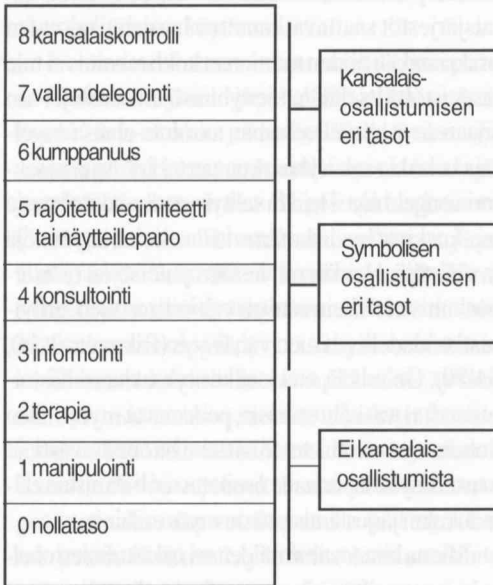 8 kansalaiskontrolli
7 vallan delegointi
6 kumppanuus
5 rajoitettu legimiteetti
tai näytteillepano
4 konsultointi
3 informointi
2 terapia
1 manipulointi
0 nollataso
Kansalais-
osallistumisen
eri tasot
Symbolisen
osallistumisen
eri tasot
Ei kansalais-
osallistumista